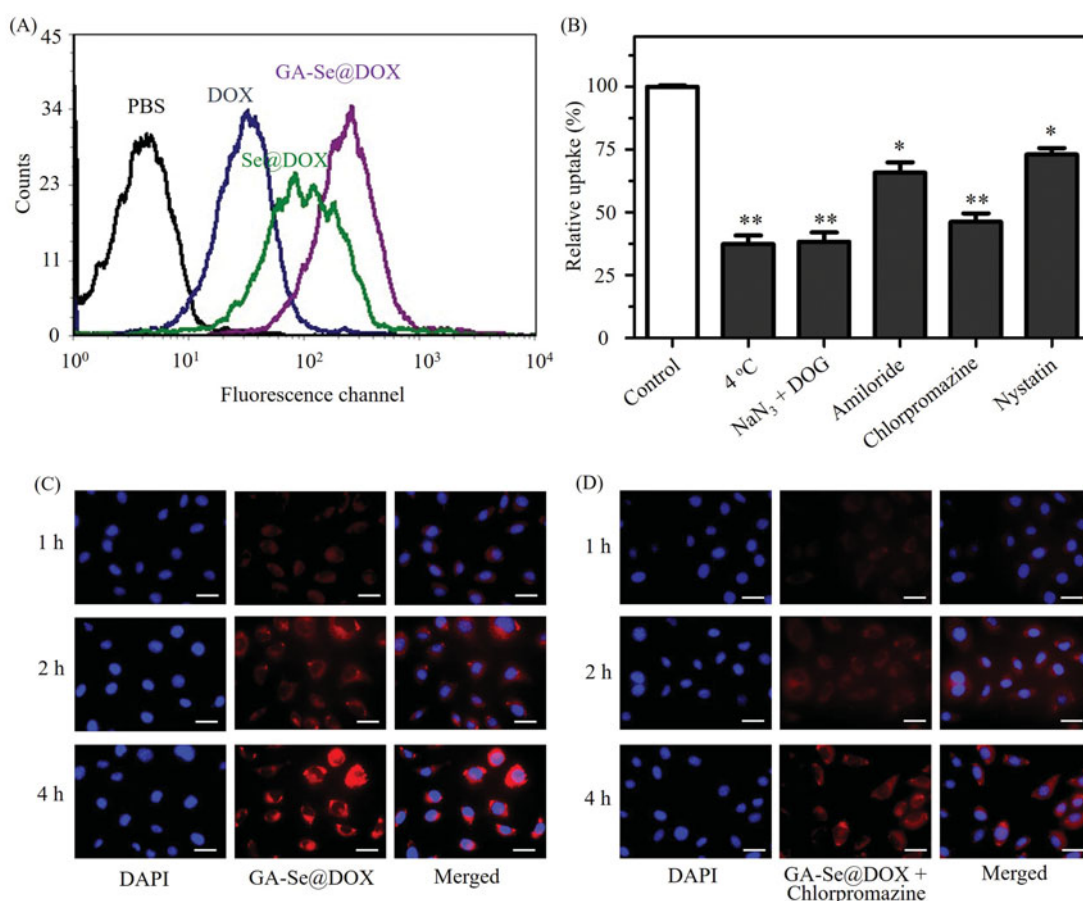 (A)
45
34
23
11
0
Counts
PBS
DOX
Se@DOX
GA-Se@DOX
10⁰
10¹
10²
10³
10⁴
Fluorescence channel
(B)
Relative uptake (%)
100
75
50
25
0
**
**
*
**
*
Control
4 ºC
NaN₃ + DOG
Amiloride
Chlorpromazine
Nystatin
(C)
1 h
2 h
4 h
DAPI
GA-Se@DOX
Merged
(D)
1 h
2 h
4 h
DAPI
GA-Se@DOX +
Chlorpromazine
Merged